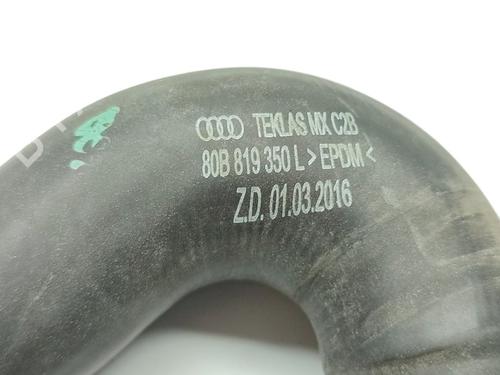 TEKLAS MX C2B
80B 819 350 L >EPDM<
Z.D. 01.03.2016